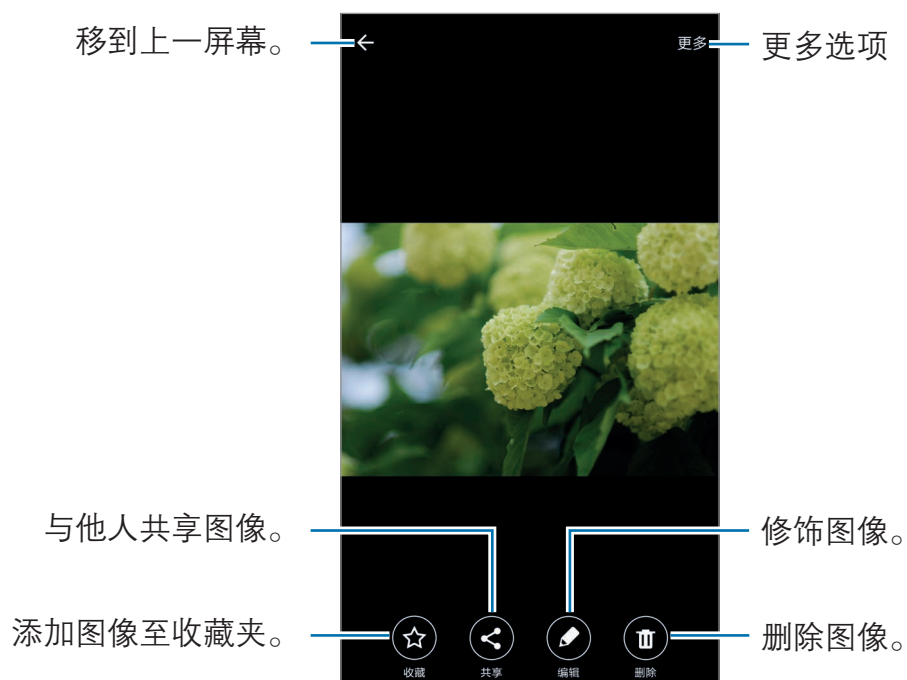 移到上一屏幕。
更多
更多选项
与他人共享图像。
修饰图像。
添加图像至收藏夹。
删除图像。
收藏
共享
编辑
删除